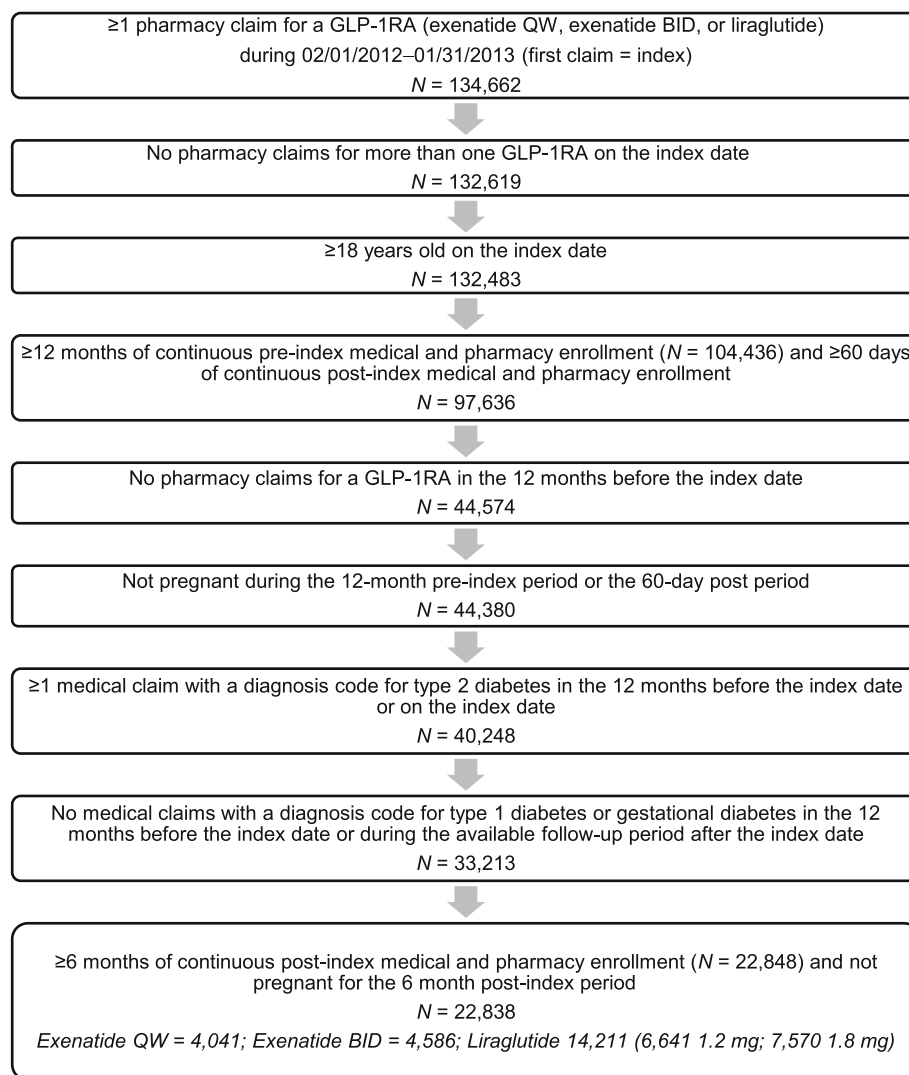 ≥1 pharmacy claim for a GLP-1RA (exenatide QW, exenatide BID, or liraglutide)
during 02/01/2012–01/31/2013 (first claim = index)
N = 134,662
No pharmacy claims for more than one GLP-1RA on the index date
N = 132,619
≥18 years old on the index date
N = 132,483
≥12 months of continuous pre-index medical and pharmacy enrollment (N = 104,436) and ≥60 days
of continuous post-index medical and pharmacy enrollment
N = 97,636
No pharmacy claims for a GLP-1RA in the 12 months before the index date
N = 44,574
Not pregnant during the 12-month pre-index period or the 60-day post period
N = 44,380
≥1 medical claim with a diagnosis code for type 2 diabetes in the 12 months before the index date
or on the index date
N = 40,248
No medical claims with a diagnosis code for type 1 diabetes or gestational diabetes in the 12
months before the index date or during the available follow-up period after the index date
N = 33,213
≥6 months of continuous post-index medical and pharmacy enrollment (N = 22,848) and not
pregnant for the 6 month post-index period
N = 22,838
Exenatide QW = 4,041; Exenatide BID = 4,586; Liraglutide 14,211 (6,641 1.2 mg; 7,570 1.8 mg)